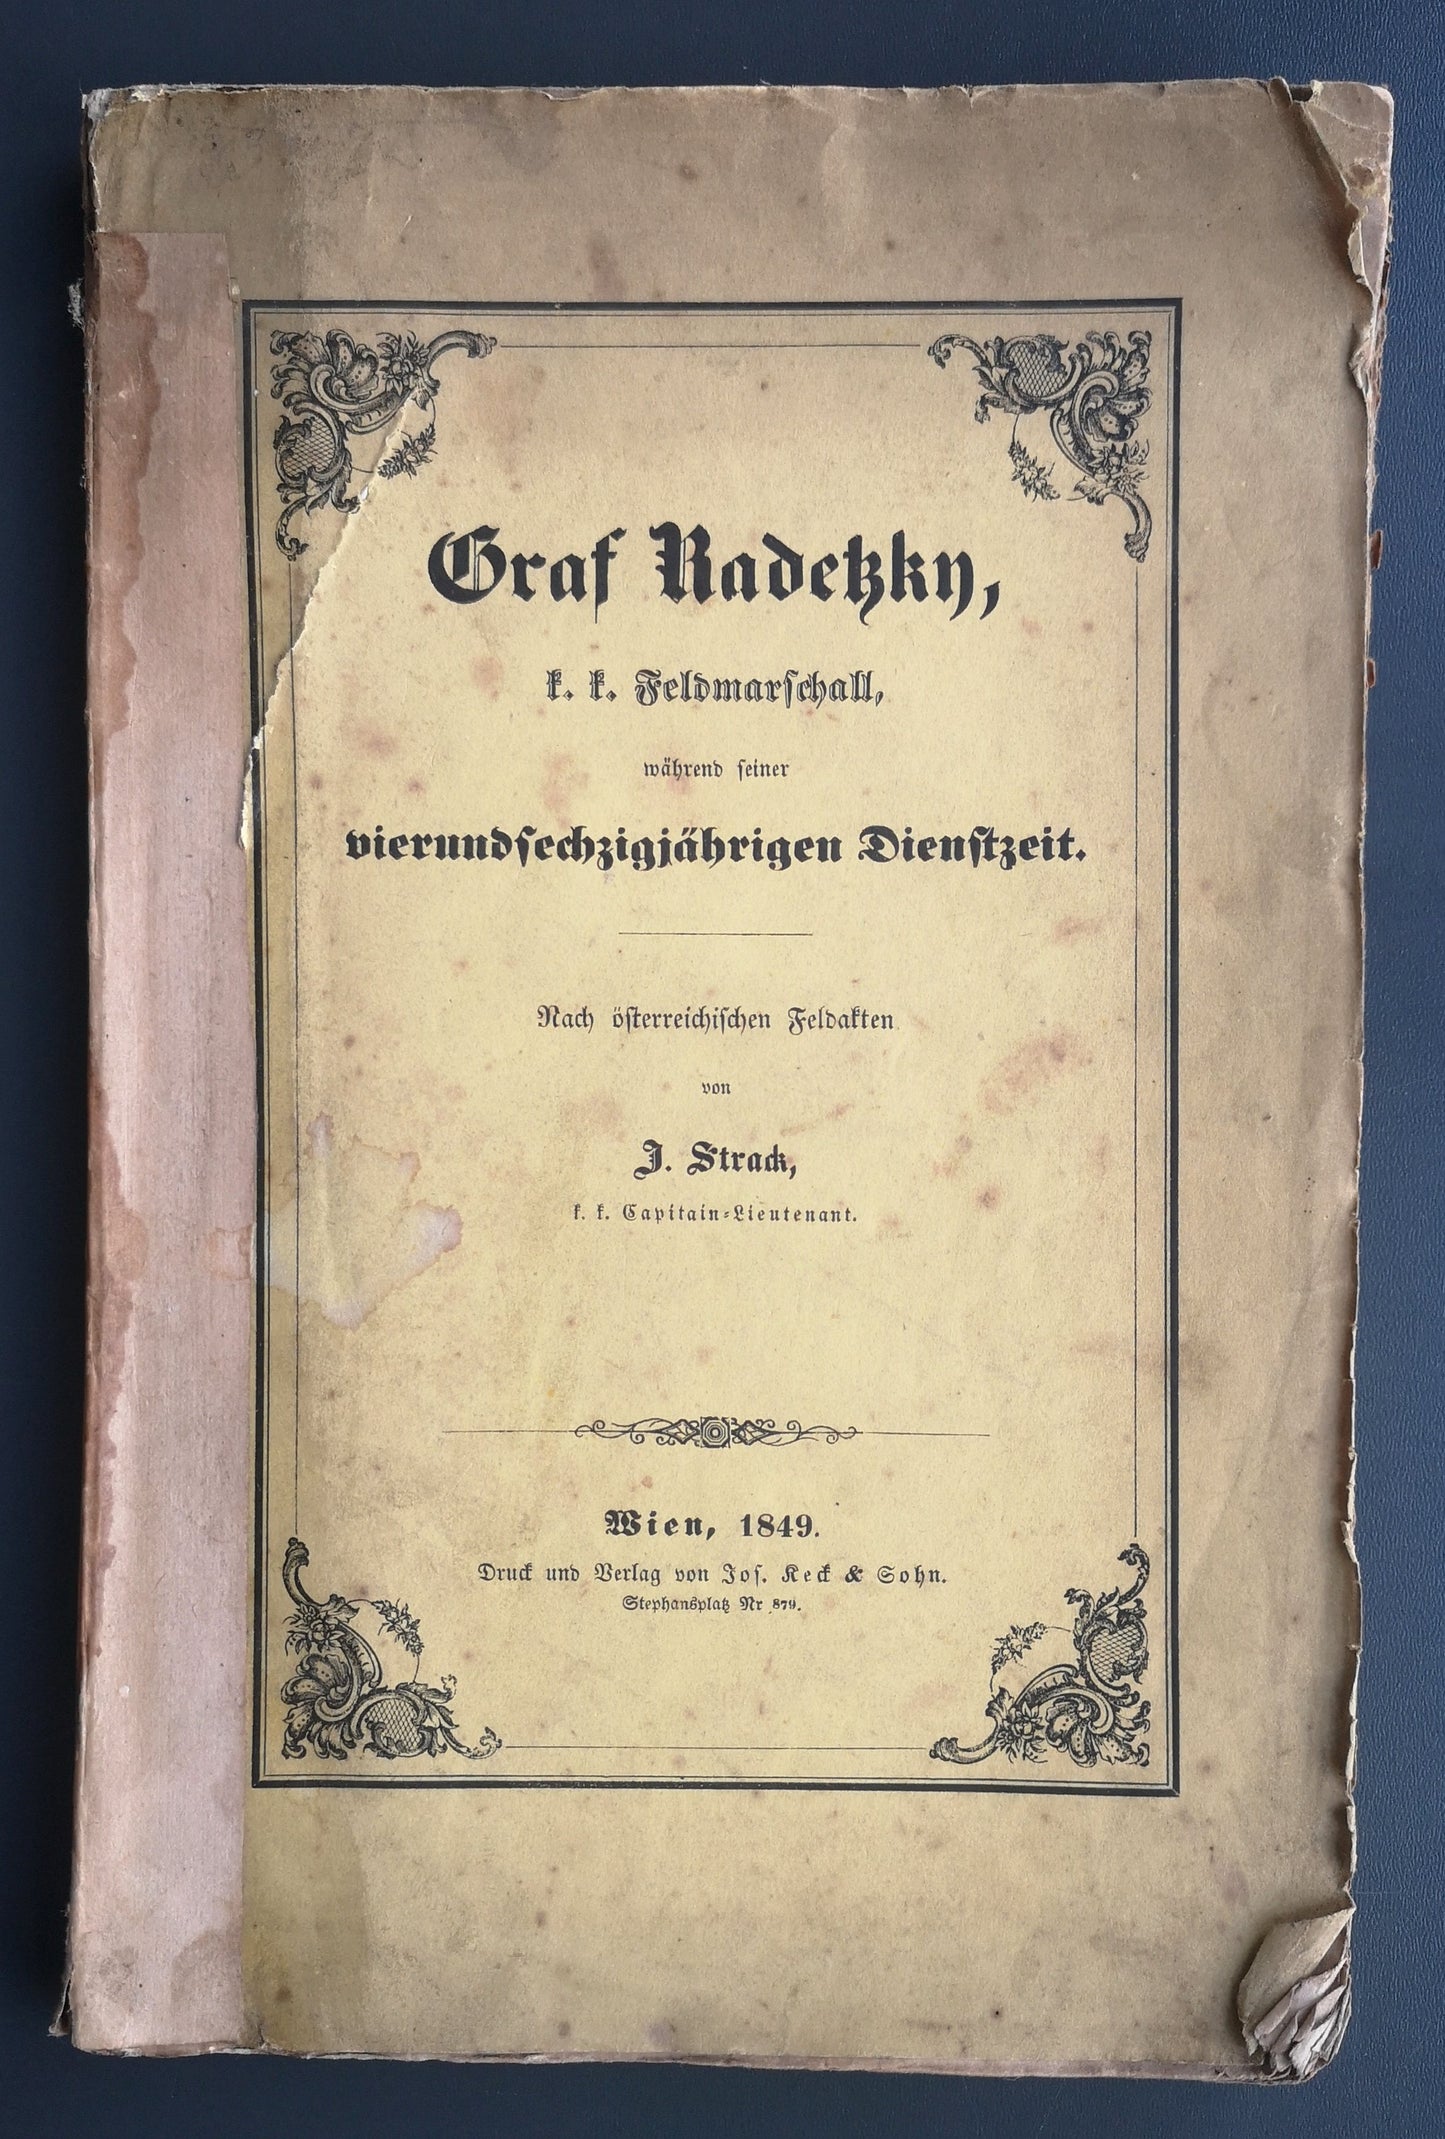 Graf Radetzky,
k. k. Feldmarschall,
während seiner
vierundsechzigjährigen Dienstzeit.
Nach österreichischen Feldakten
von
J. Strack,
k. k. Capitain-Lieutenant.
Wien, 1849.
Druck und Verlag von Jos. Keck & Sohn.
Stephansplatz Nr 879.